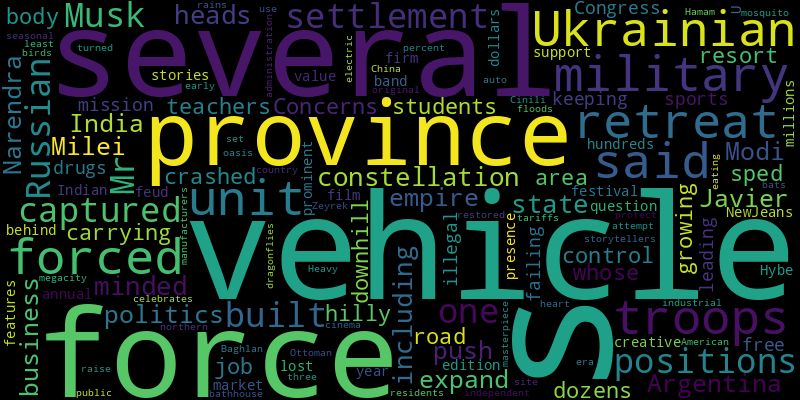 body Musk heads settlement Congress use rains Hamam u mosquito
seasonal least birds turned several firm dollars Ukrainian
stories percent electric administration support resort
early value China band auto military
Narendra Russian mission original Cinili keeping sports millions
teachers Concerns students floods retreat
India province set hundreds
Milei Mr oasis prominent said Modi
drugs crashed country constellation area sped eating bats
Indian feud film empire festival Javier
captured unit Zeyrek restored state question NewJeans
behind carrying manufacturers vehicle tariffs protect
forced dragonflies downhill illegal presence attempt storytellers growing leading
megacity Heavy including failing control whose Hybe
features annual minded celebrates hilly one S heart industrial troops
business politics built road creative American free
force northern cinema push masterpiece era positions
Baghlan Ottoman edition
raise job lost three year expand site dozens Argentina
public market bathhouse residents independent